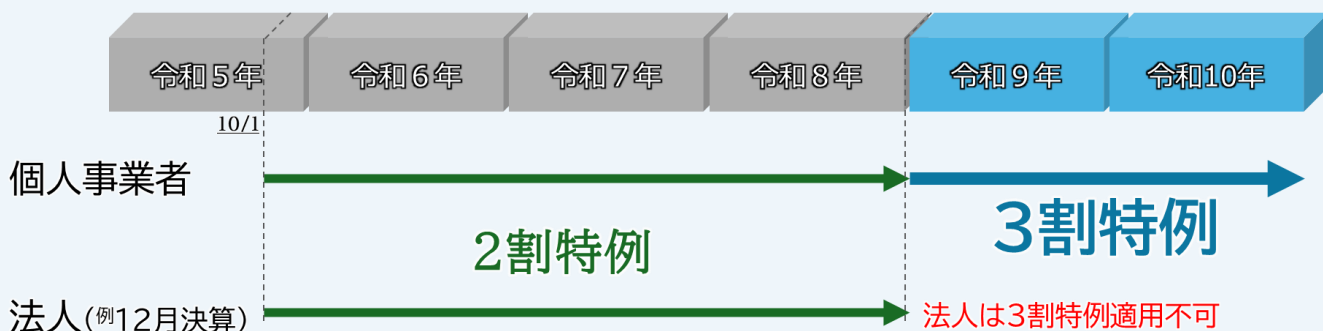 令和5年 令和6年 令和7年 令和8年 令和9年 令和10年
10/1
個人事業者
3割特例
2割特例
法人(例12月決算)
法人は3割特例適用不可